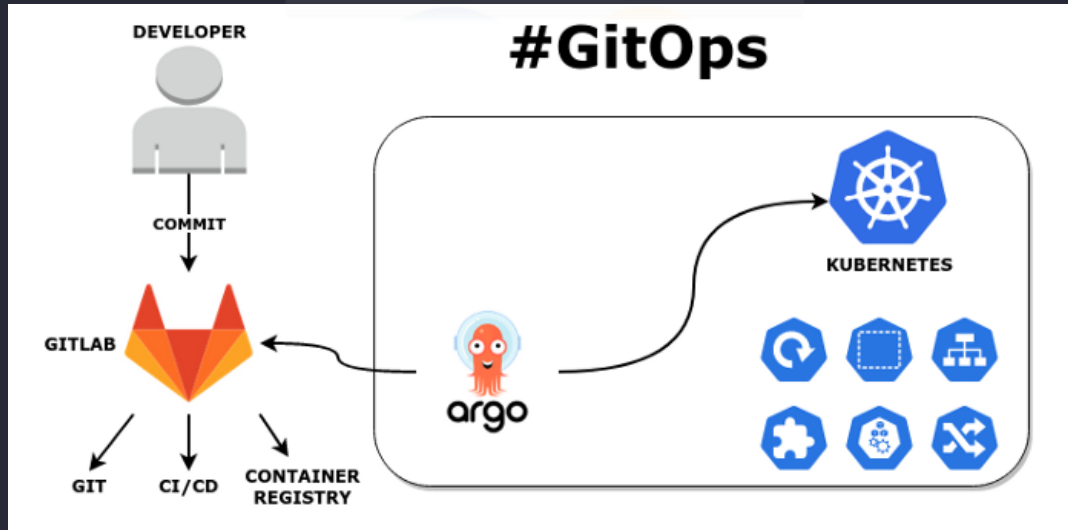 #GitOps
DEVELOPER
COMMIT
GITLAB
GIT
CI/CD
CONTAINER
REGISTRY
argo
KUBERNETES